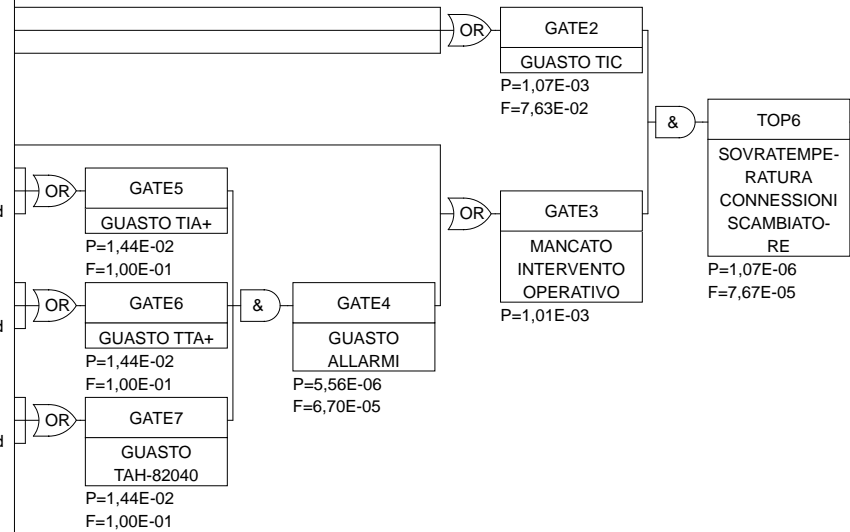 OR
GATE2
GUASTO TIC
P=1,07E-03
F=7,63E-02
&
TOP6
SOVRATEMPE-
RATURA
CONNESSIONI
SCAMBIATO-
RE
P=1,07E-06
F=7,67E-05
OR
GATE3
MANCATO
INTERVENTO
OPERATIVO
P=1,01E-03
d
OR
GATE5
GUASTO TIA+
P=1,44E-02
F=1,00E-01
d
OR
GATE6
GUASTO TTA+
P=1,44E-02
F=1,00E-01
&
GATE4
GUASTO
ALLARMI
P=5,56E-06
F=6,70E-05
d
OR
GATE7
GUASTO
TAH-82040
P=1,44E-02
F=1,00E-01